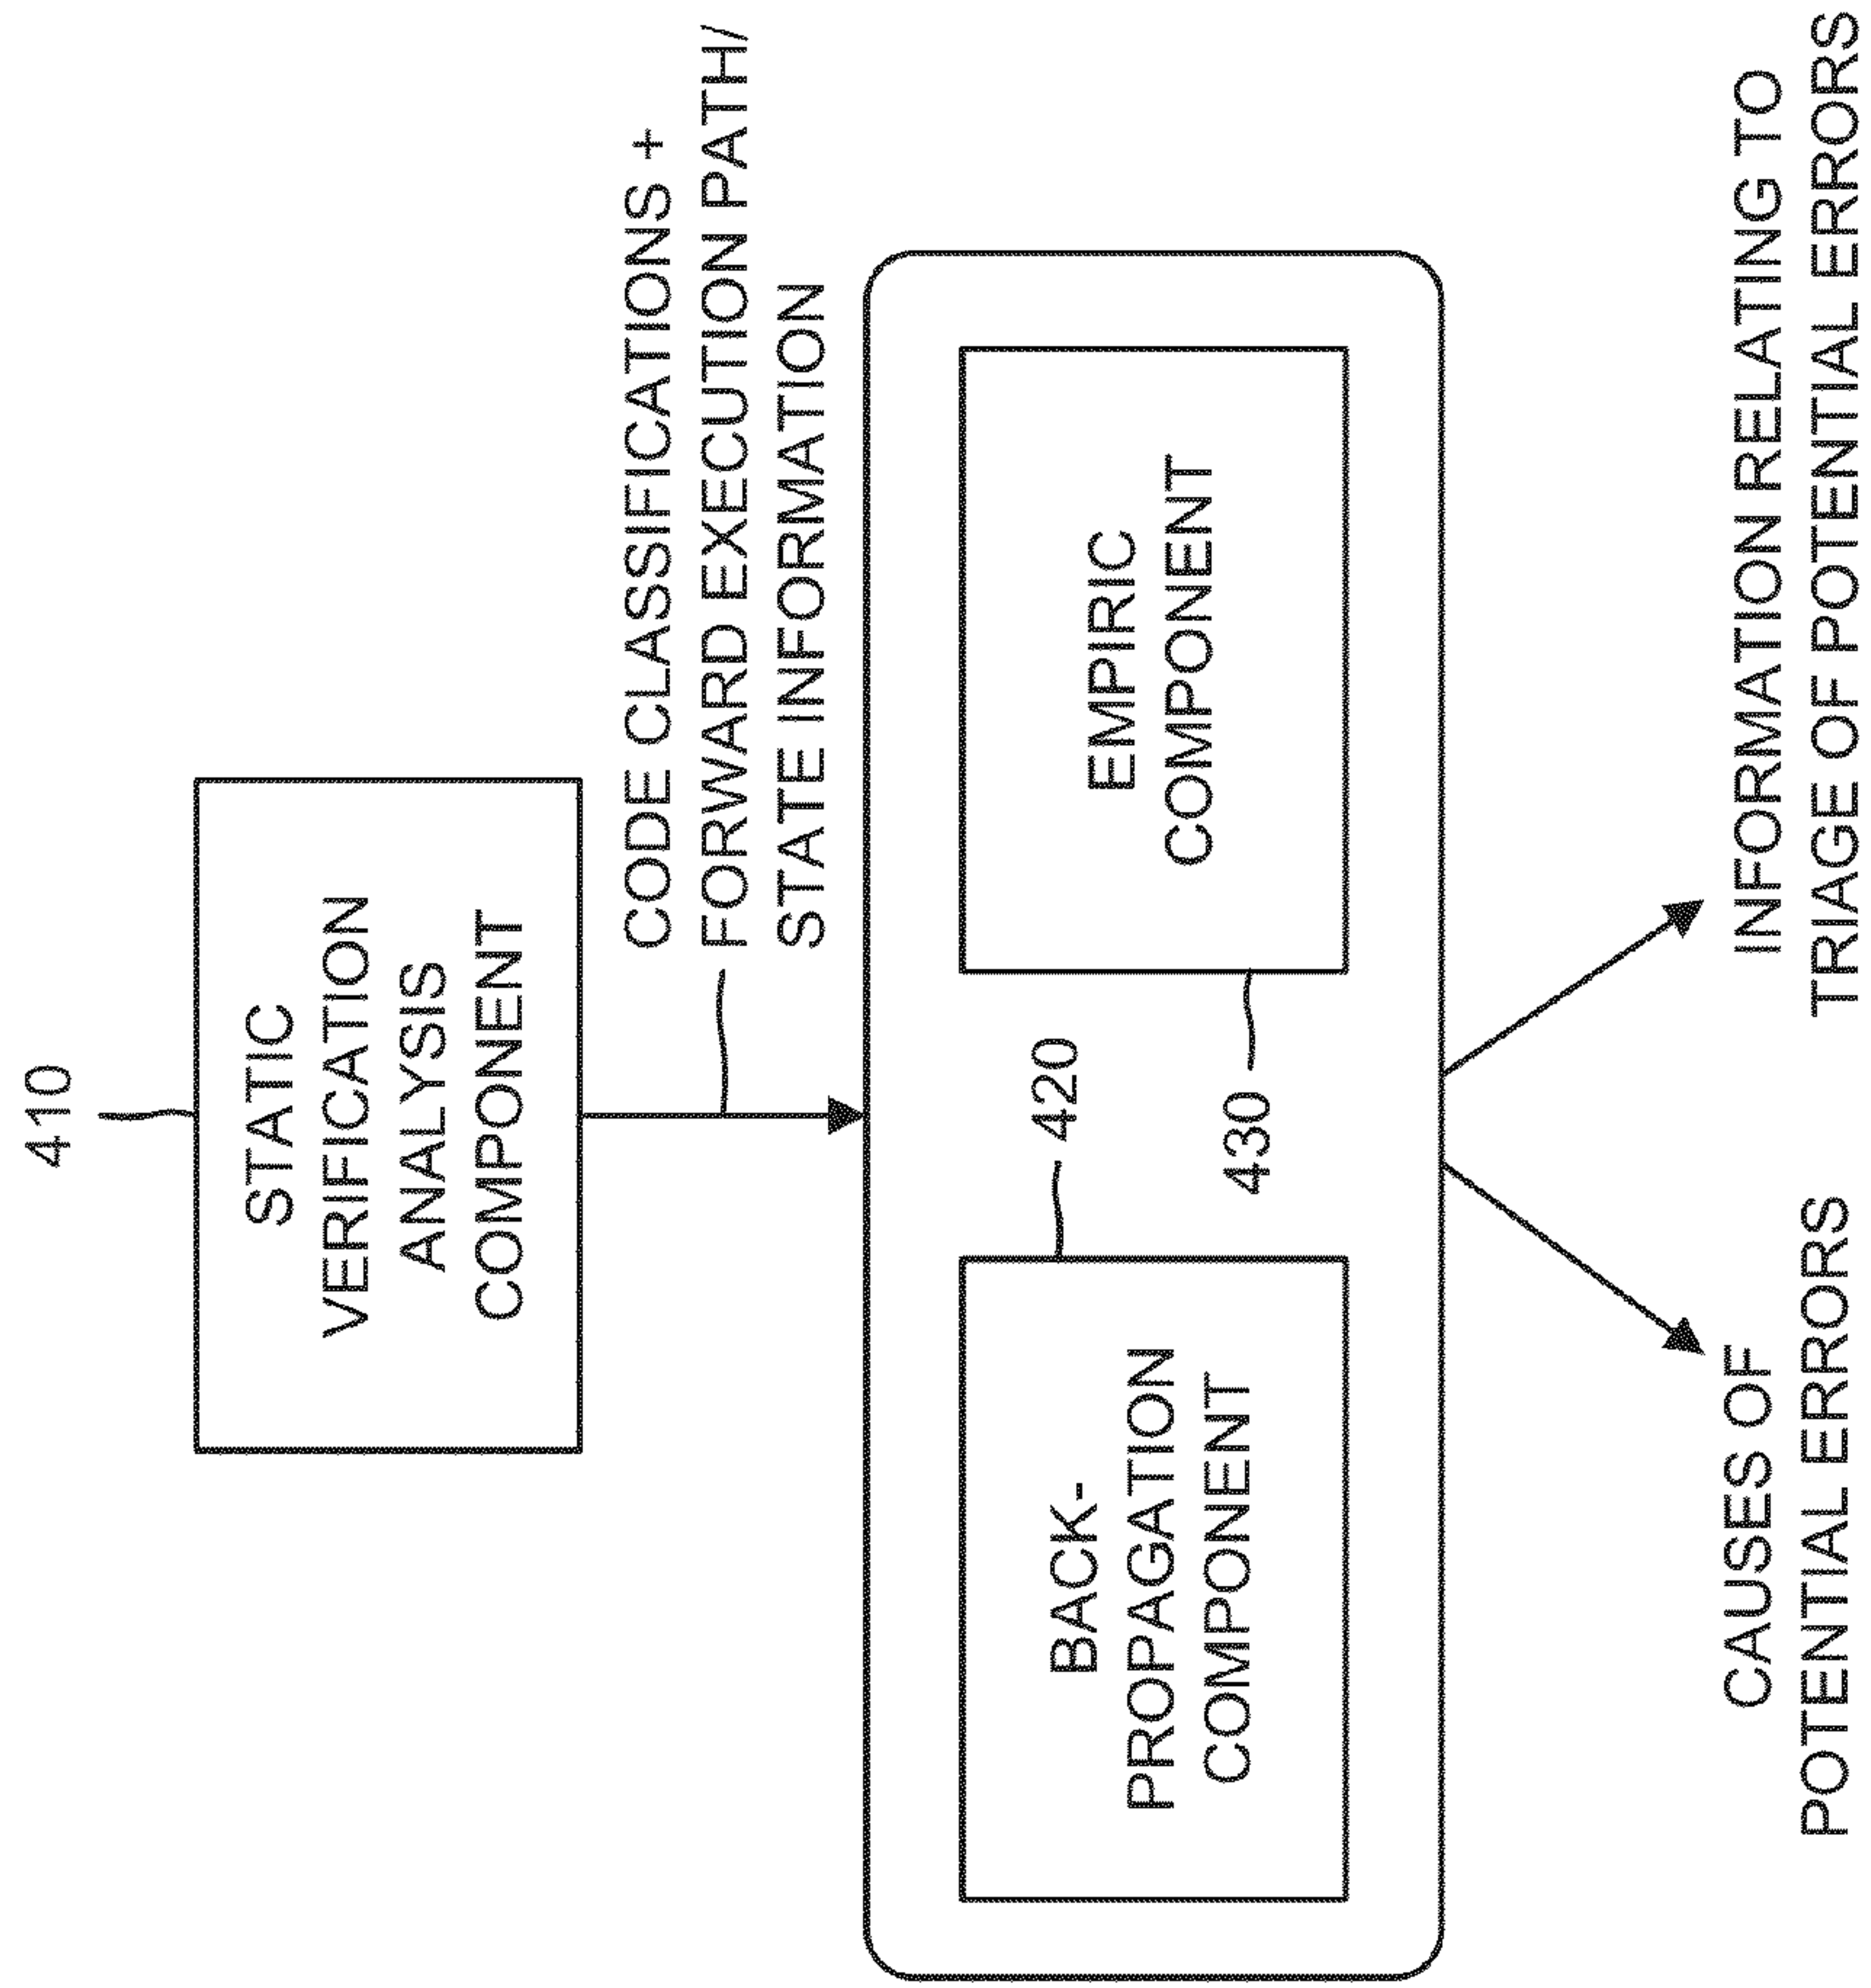 410
STATIC
VERIFICATION
ANALYSIS
COMPONENT
CODE CLASSIFICATIONS +
FORWARD EXECUTION PATH/
STATE INFORMATION
BACK-
PROPAGATION
COMPONENT
420
430
EMPIRIC
COMPONENT
CAUSES OF
POTENTIAL ERRORS
INFORMATION RELATING TO
TRIAGE OF POTENTIAL ERRORS